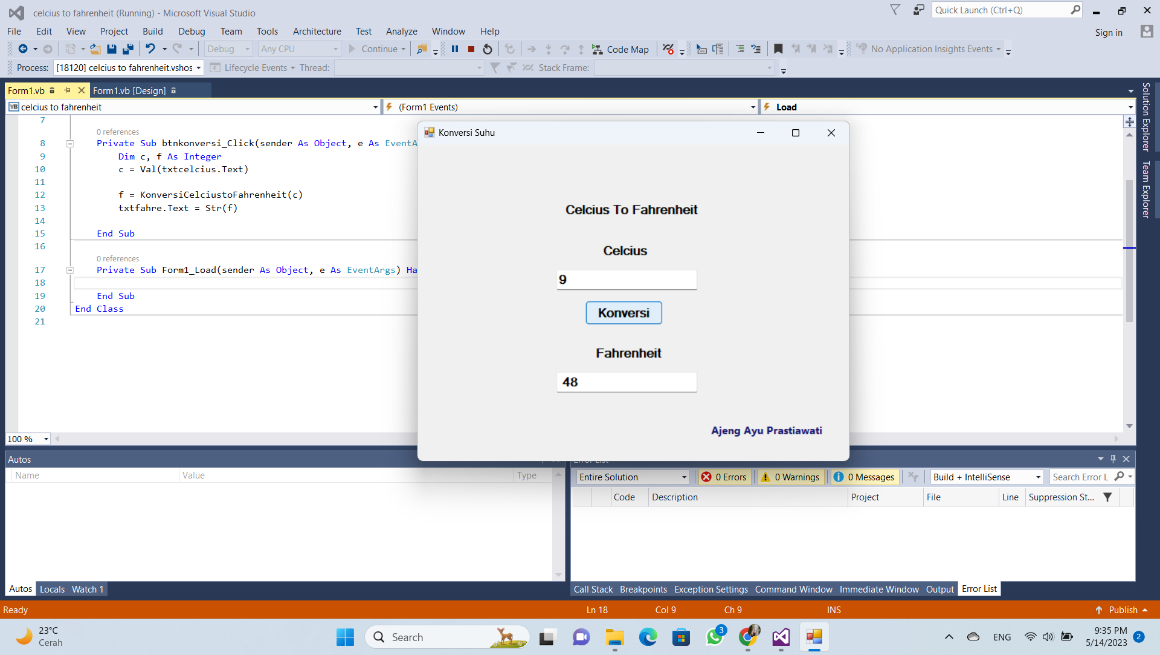 celcius to fahrenheit (Running) - Microsoft Visual Studio
Quick Launch (Ctrl+Q)
File Edit View Project Build Debug Team Tools Architecture Test Analyze Window Help
Sign in
Debug Any CPU Continue Code Map No Application Insights Events
Process: [18120] celcius to fahrenheit.vshos Lifecycle Events Thread: Stack Frame:
Form1.vb Form1.vb [Design]
VB celcius to fahrenheit (Form1 Events) Load
7
0 references
8 Private Sub btnkonversi_Click(sender As Object, e As EventA
9 Dim c, f As Integer
10 c = Val(txtcelcius.Text)
11
12 f = KonversiCelciustoFahrenheit(c)
13 txtfahre.Text = Str(f)
14
15 End Sub
16
0 references
17 Private Sub Form1_Load(sender As Object, e As EventArgs) Ha
18
19 End Sub
20 End Class
21
Konversi Suhu
Celcius To Fahrenheit
Celcius
9
Konversi
Fahrenheit
48
Ajeng Ayu Prastiawati
Solution Explorer
Team Explorer
100 %
Autos
Name Value Type
Error List
Entire Solution 0 Errors 0 Warnings 0 Messages Build + IntelliSense Search Error L
Code Description Project File Line Suppression St...
Autos Locals Watch 1
Call Stack Breakpoints Exception Settings Command Window Immediate Window Output Error List
Ready Ln 18 Col 9 Ch 9 INS Publish
23°C
Cerah
Search
3
ENG
9:35 PM
5/14/2023
2